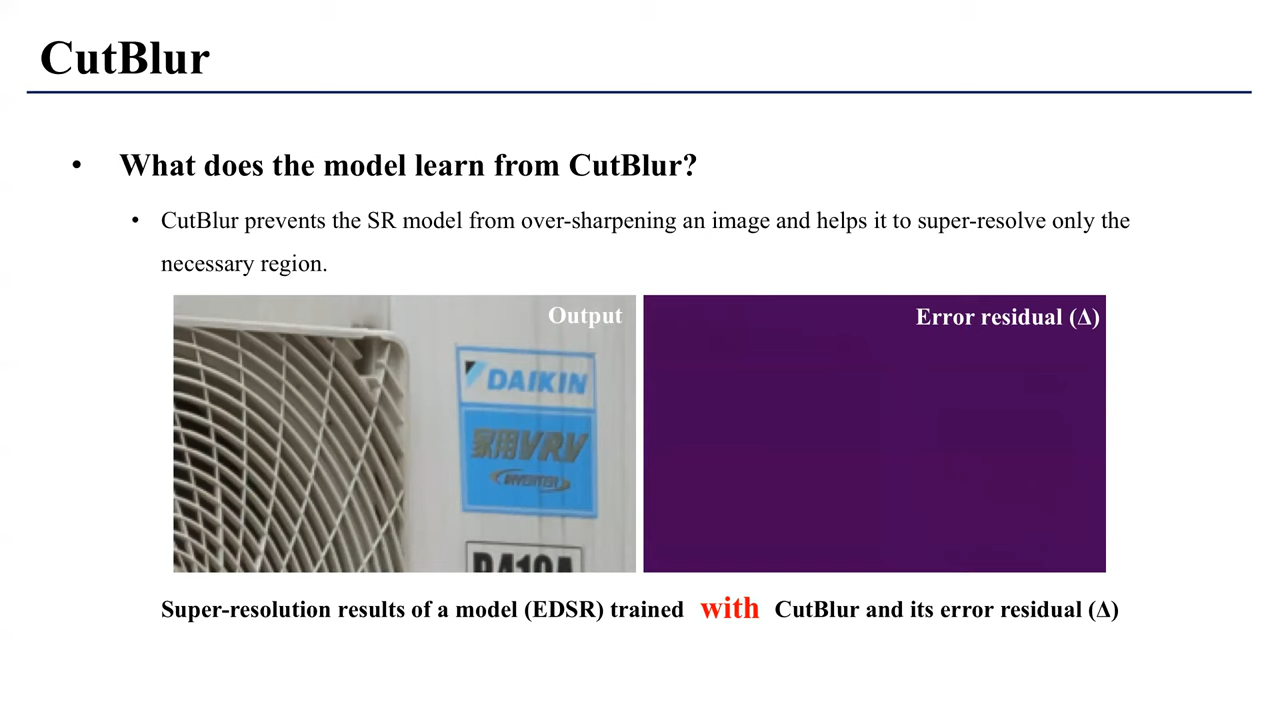 CutBlur
• What does the model learn from CutBlur?
• CutBlur prevents the SR model from over-sharpening an image and helps it to super-resolve only the
necessary region.
Output
Error residual (Δ)
DAIKIN
家用VRV
INVERTER
R410A
Super-resolution results of a model (EDSR) trained with CutBlur and its error residual (Δ)